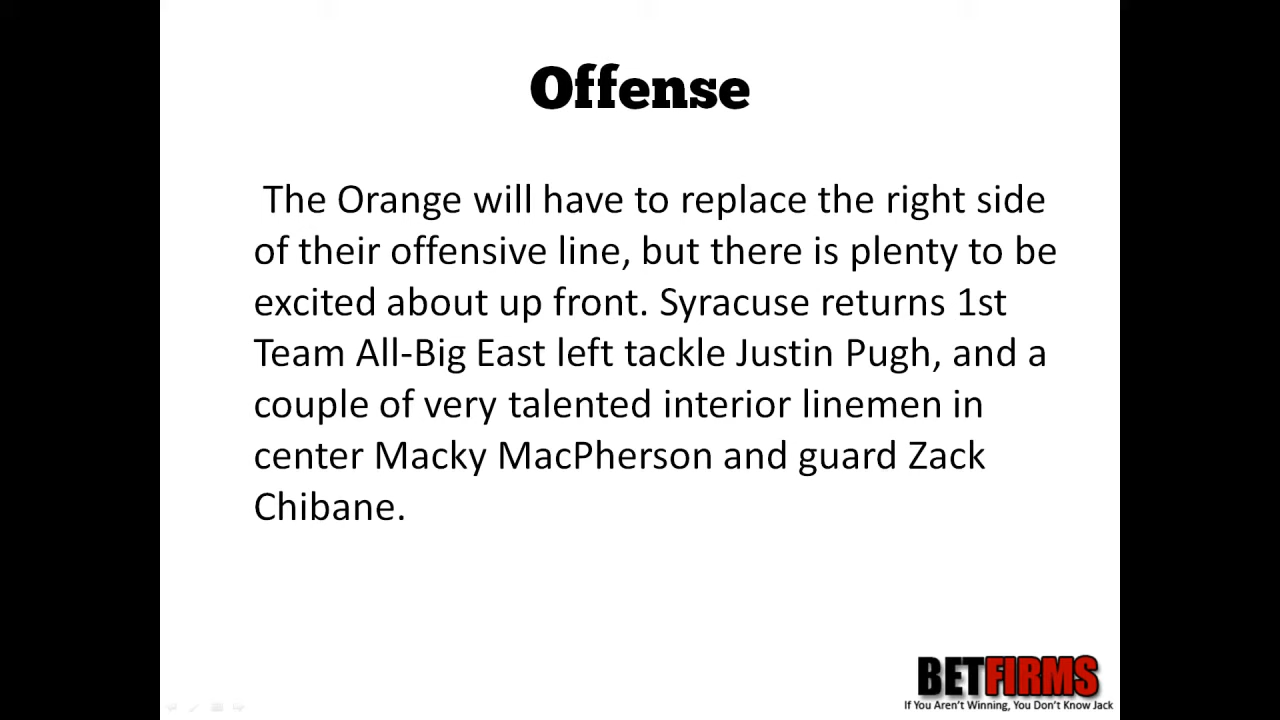 Offense
The Orange will have to replace the right side
of their offensive line, but there is plenty to be
excited about up front. Syracuse returns 1st
Team All-Big East left tackle Justin Pugh, and a
couple of very talented interior linemen in
center Macky MacPherson and guard Zack
Chibane.
BETFIRMS
If You Aren't Winning, You Don't Know Jack